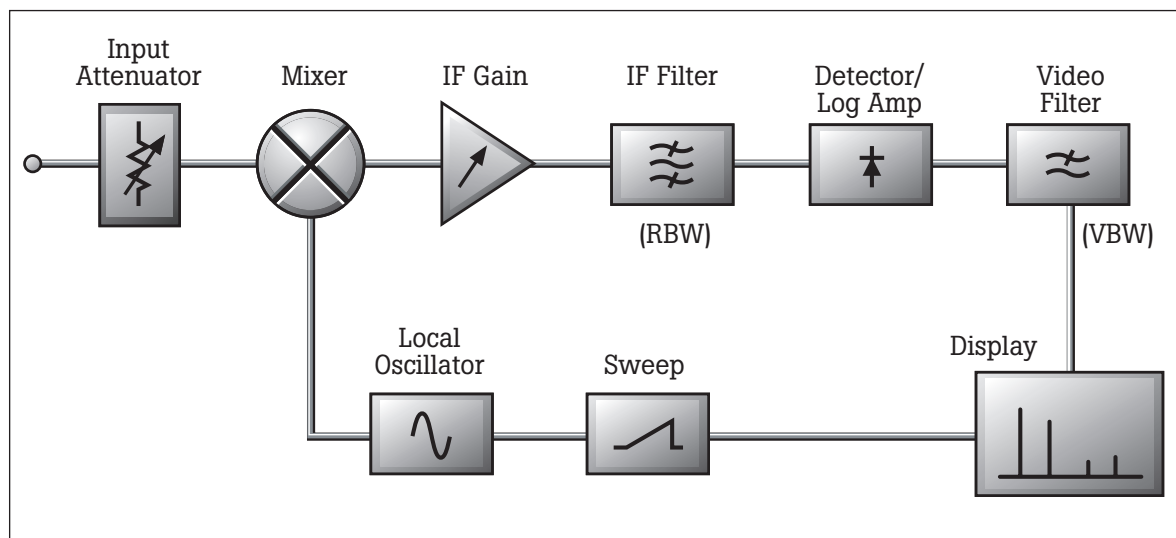 Input
Attenuator
Mixer
IF Gain
IF Filter
Detector/
Log Amp
Video
Filter
(RBW)
(VBW)
Local
Oscillator
Sweep
Display